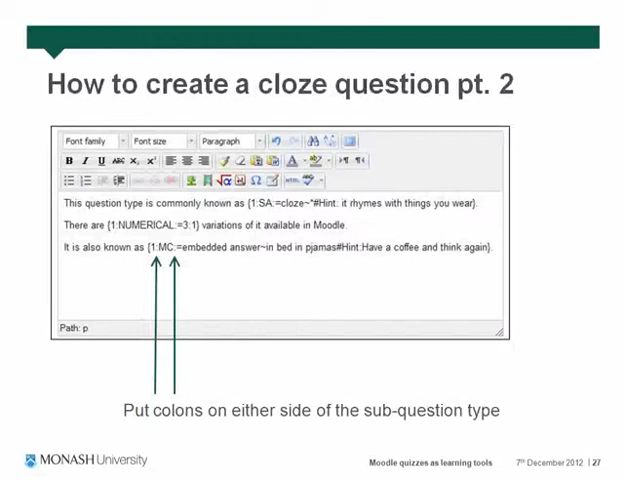 How to create a cloze question pt. 2
Font family Font size Paragraph
B I U ABC X₂ X²
HTML
This question type is commonly known as {1:SA:=cloze~*#Hint: it rhymes with things you wear}.
There are {1:NUMERICAL:=3:1} variations of it available in Moodle.
It is also known as {1:MC:=embedded answer~in bed in pjamas#Hint:Have a coffee and think again}.
Path: p
Put colons on either side of the sub-question type
MONASH University
Moodle quizzes as learning tools 7th December 2012 | 27